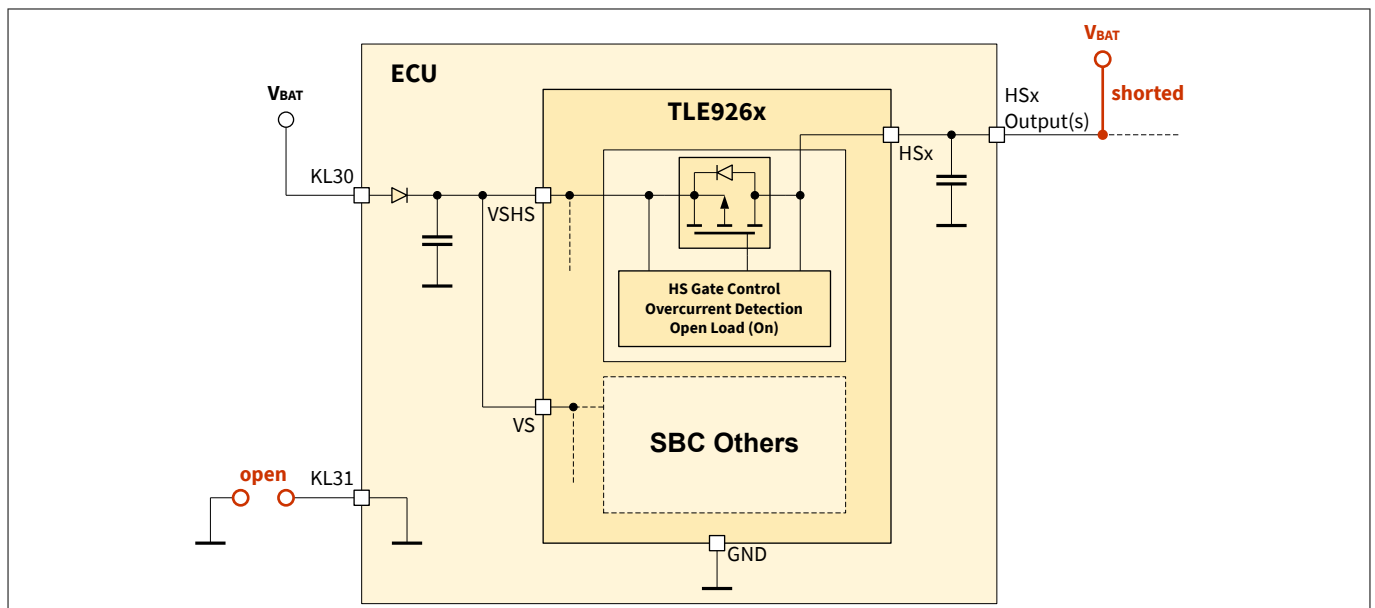 ECU
VBAT
KL30
TLE926x
VSHS
HSx
HSx
Output(s)
VBAT
shorted
HS Gate Control
Overcurrent Detection
Open Load (On)
VS
SBC Others
open
KL31
GND